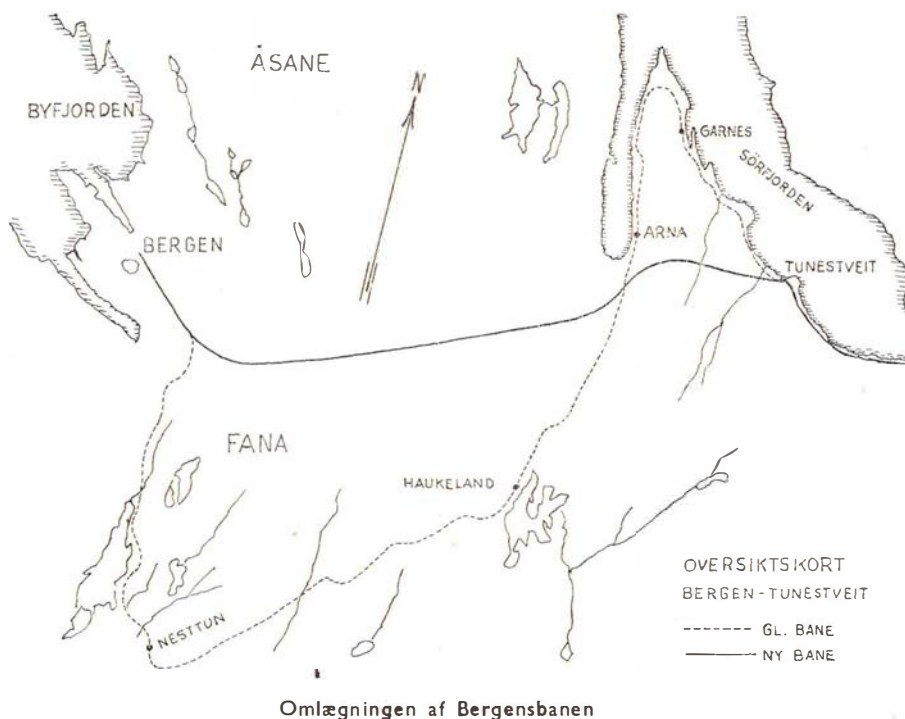 ÅSANE
BYFJORDEN
N
GARNES
SÖRFJORDEN
BERGEN
ARNA
TUNESTVEIT
FANA
HAUKELAND
NESTTUN
OVERSIKTSKORT
BERGEN-TUNESTVEIT
GL. BANE
NY BANE
Omlægningen af Bergensbanen